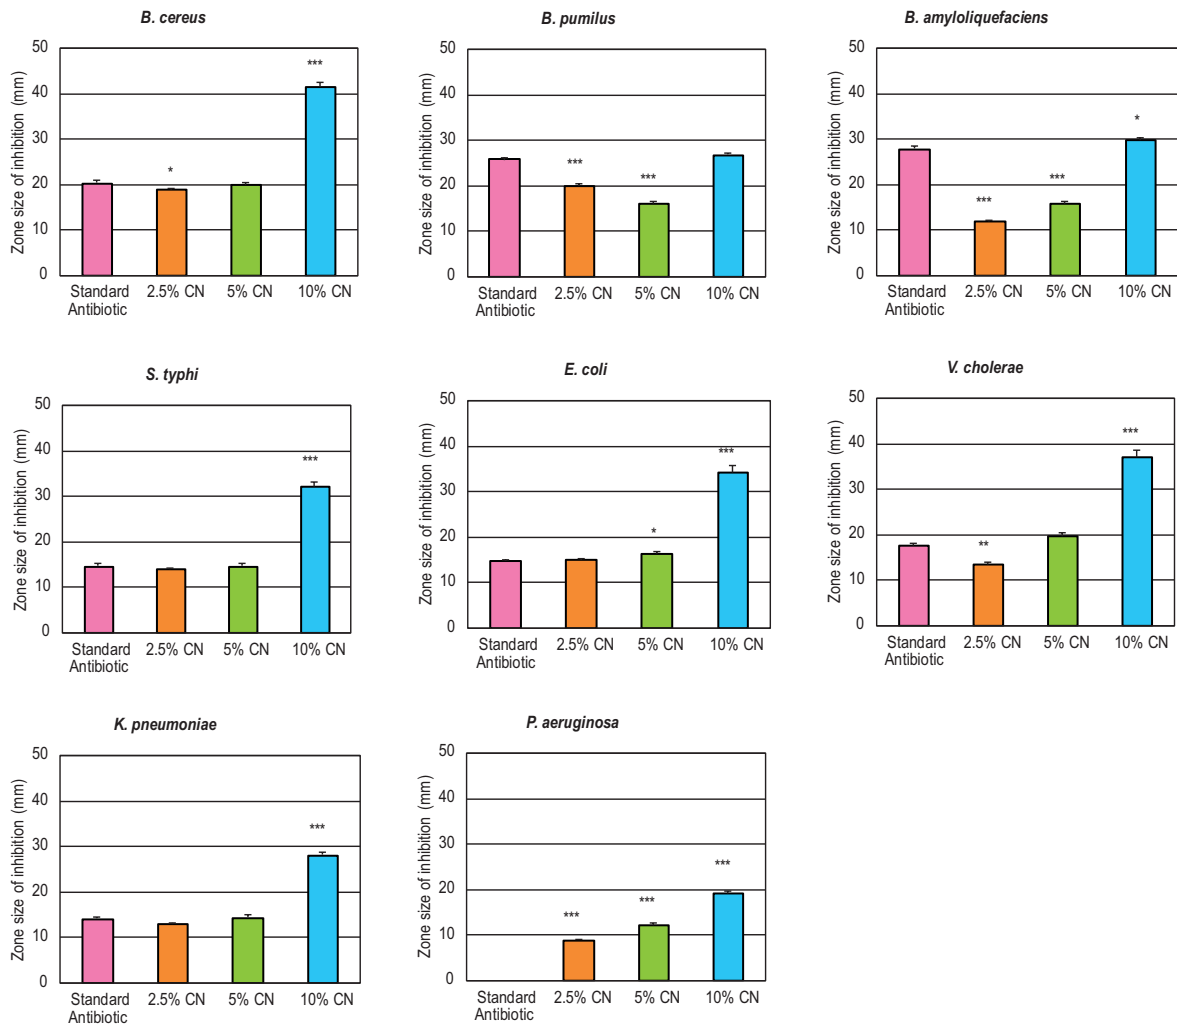 B. cereus
Zone size of inhibition (mm)
50
40
30
20
10
0
*
***
Standard
Antibiotic
2.5% CN
5% CN
10% CN
B. pumilus
Zone size of inhibition (mm)
50
40
30
20
10
0
***
***
Standard
Antibiotic
2.5% CN
5% CN
10% CN
B. amyloliquefaciens
Zone size of inhibition (mm)
50
40
30
20
10
0
***
***
*
Standard
Antibiotic
2.5% CN
5% CN
10% CN
S. typhi
Zone size of inhibition (mm)
50
40
30
20
10
0
***
Standard
Antibiotic
2.5% CN
5% CN
10% CN
E. coli
Zone size of inhibition (mm)
50
40
30
20
10
0
*
***
Standard
Antibiotic
2.5% CN
5% CN
10% CN
V. cholerae
Zone size of inhibition (mm)
50
40
30
20
10
0
**
***
Standard
Antibiotic
2.5% CN
5% CN
10% CN
K. pneumoniae
Zone size of inhibition (mm)
50
40
30
20
10
0
***
Standard
Antibiotic
2.5% CN
5% CN
10% CN
P. aeruginosa
Zone size of inhibition (mm)
50
40
30
20
10
0
***
***
***
Standard
Antibiotic
2.5% CN
5% CN
10% CN